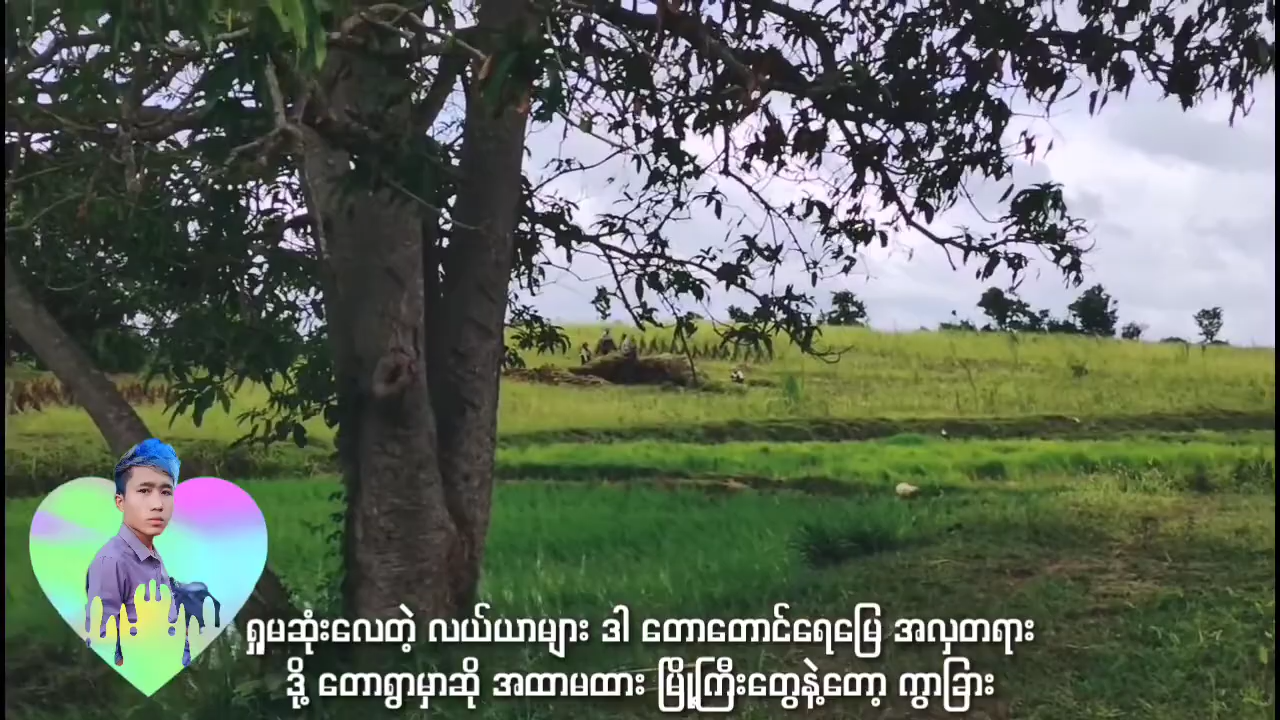 ရှုမဆုံးလေတဲ့ လယ်ယာများ ဒါ တောတောင်ရေမြေ အလှတရား
ဒို့ တောရွာမှာဆို အထာမထား မြို့ကြီးတွေနဲ့တော့ ကွာခြား